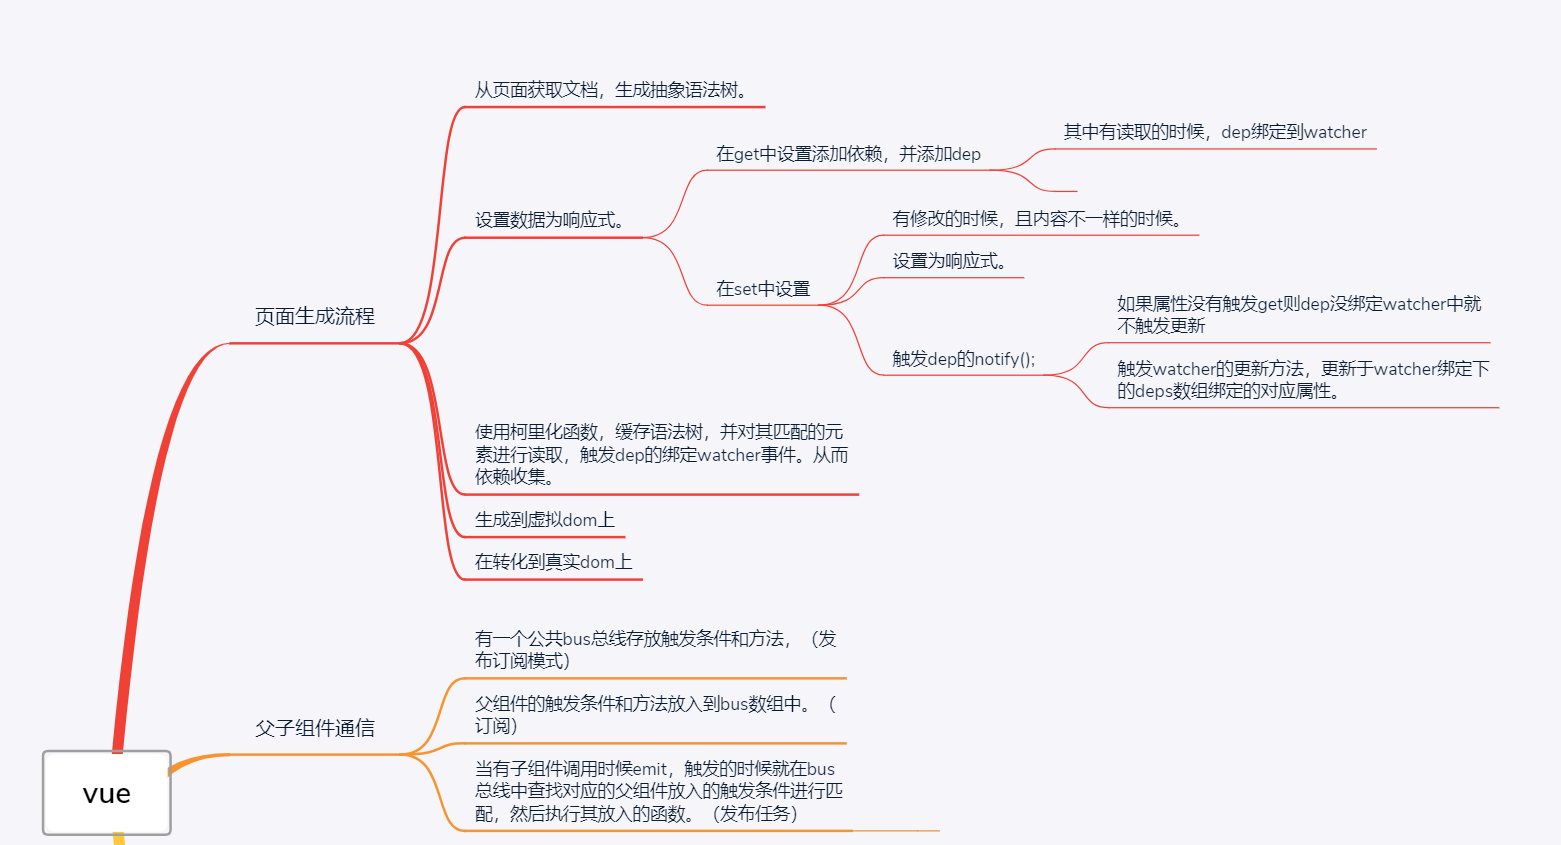 从页面获取文档，生成抽象语法树。
其中有读取的时候，dep绑定到watcher
在get中设置添加依赖，并添加dep
设置数据为响应式。
有修改的时候，且内容不一样的时候。
设置为响应式。
在set中设置
如果属性没有触发get则dep没绑定watcher中就
不触发更新
触发dep的notify();
触发watcher的更新方法，更新于watcher绑定下
的deps数组绑定的对应属性。
页面生成流程
使用柯里化函数，缓存语法树，并对其匹配的元
素进行读取，触发dep的绑定watcher事件。从而
依赖收集。
生成到虚拟dom上
在转化到真实dom上
有一个公共bus总线存放触发条件和方法，（发
布订阅模式）
父组件的触发条件和方法放入到bus数组中。（
订阅）
父子组件通信
当有子组件调用时候emit，触发的时候就在bus
总线中查找对应的父组件放入的触发条件进行匹
配，然后执行其放入的函数。（发布任务）
vue